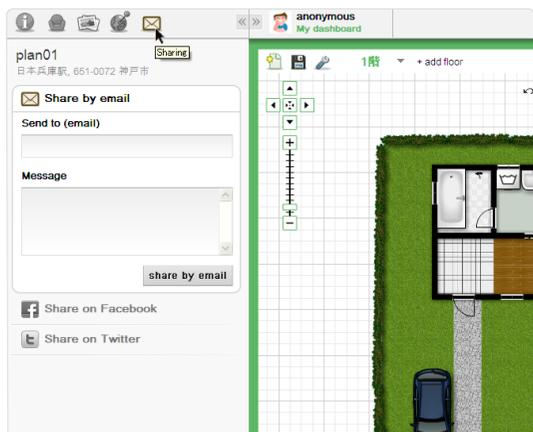 anonymous
My dashboard
Sharing
plan01
日本兵庫駅, 651-0072 神戸市
1階
+ add floor
Share by email
Send to (email)
Message
share by email
Share on Facebook
Share on Twitter